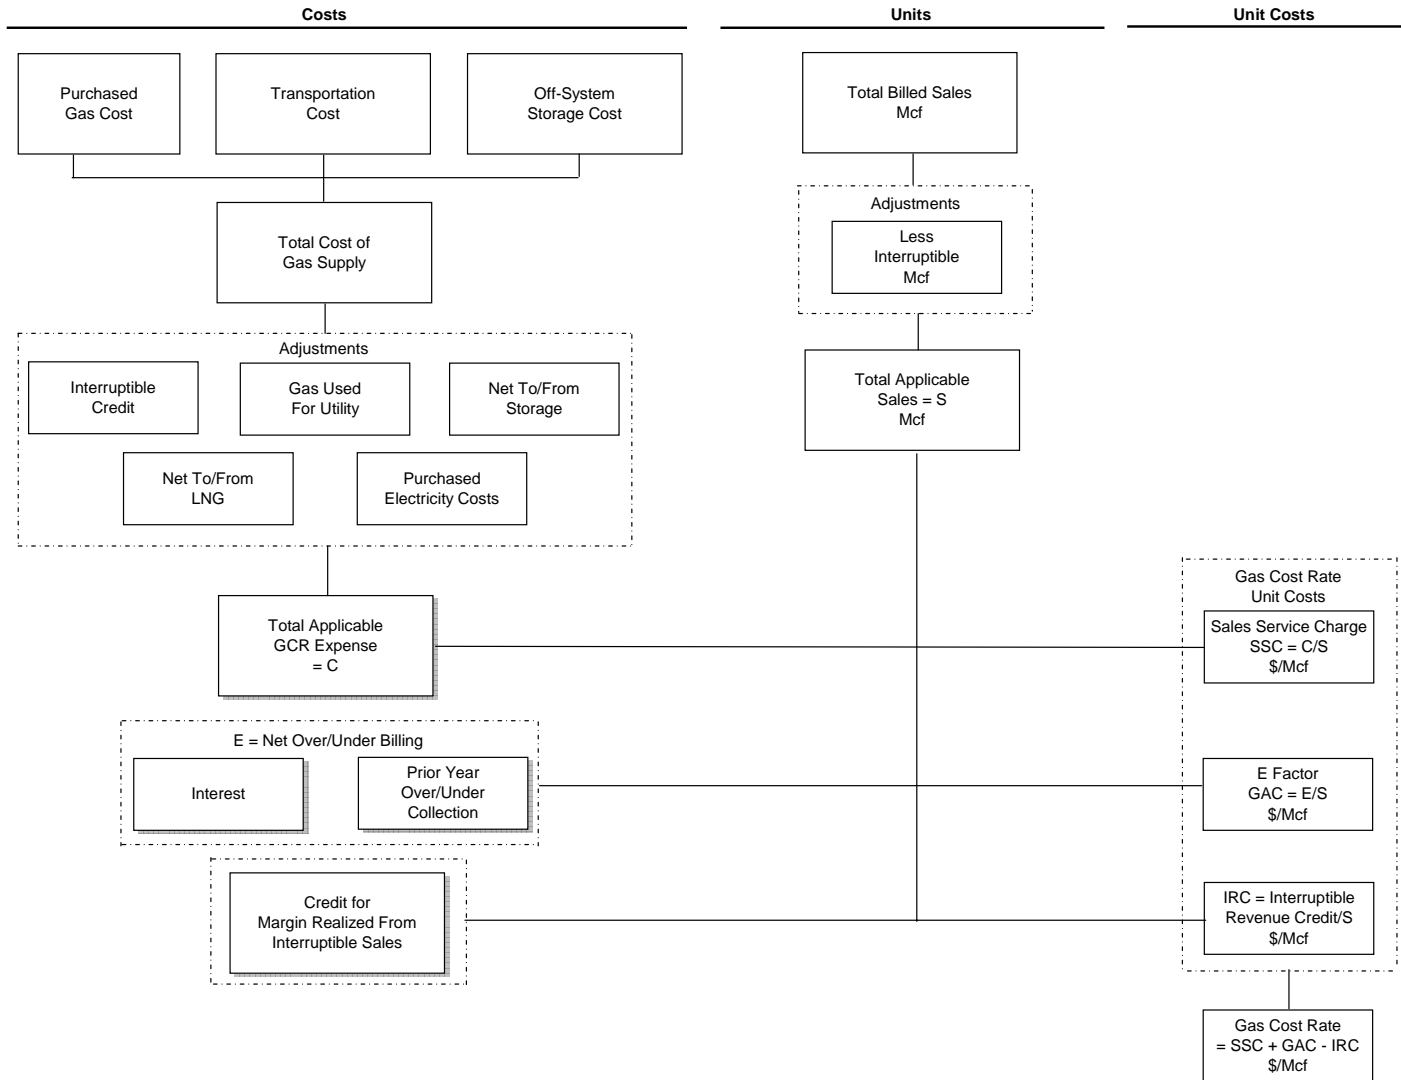 Costs
Units
Unit Costs
Purchased
Gas Cost
Transportation
Cost
Off-System
Storage Cost
Total Billed Sales
Mcf
Total Cost of
Gas Supply
Adjustments
Less
Interruptible
Mcf
Adjustments
Interruptible
Credit
Gas Used
For Utility
Net To/From
Storage
Net To/From
LNG
Purchased
Electricity Costs
Total Applicable
Sales = S
Mcf
Total Applicable
GCR Expense
= C
Gas Cost Rate
Unit Costs
Sales Service Charge
SSC = C/S
$/Mcf
E = Net Over/Under Billing
Interest
Prior Year
Over/Under
Collection
E Factor
GAC = E/S
$/Mcf
Credit for
Margin Realized From
Interruptible Sales
IRC = Interruptible
Revenue Credit/S
$/Mcf
Gas Cost Rate
= SSC + GAC - IRC
$/Mcf